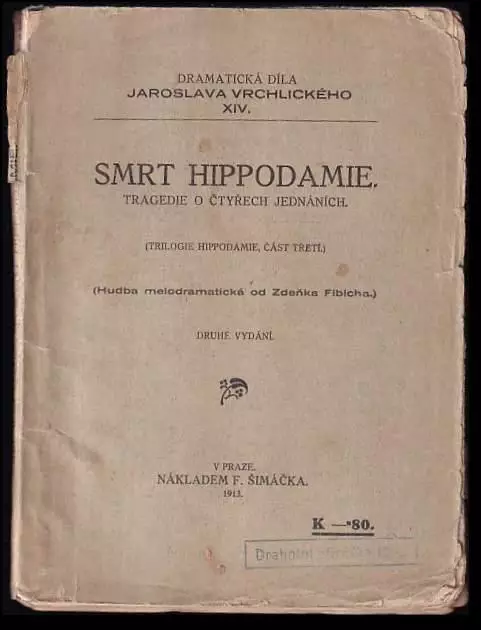 DRAMATICKÁ DÍLA
JAROSLAVA VRCHLICKÉHO
XIV.
SMRT HIPPODAMIE.
TRAGEDIE O ČTYŘECH JEDNÁNÍCH.
(TRILOGIE HIPPODAMIE, ČÁST TŘETÍ.)
(Hudba melodramatická od Zdeňka Fibicha.)
DRUHÉ VYDÁNÍ.
V PRAZE.
NÁKLADEM F. ŠIMÁČKA.
1913.
K —·80.